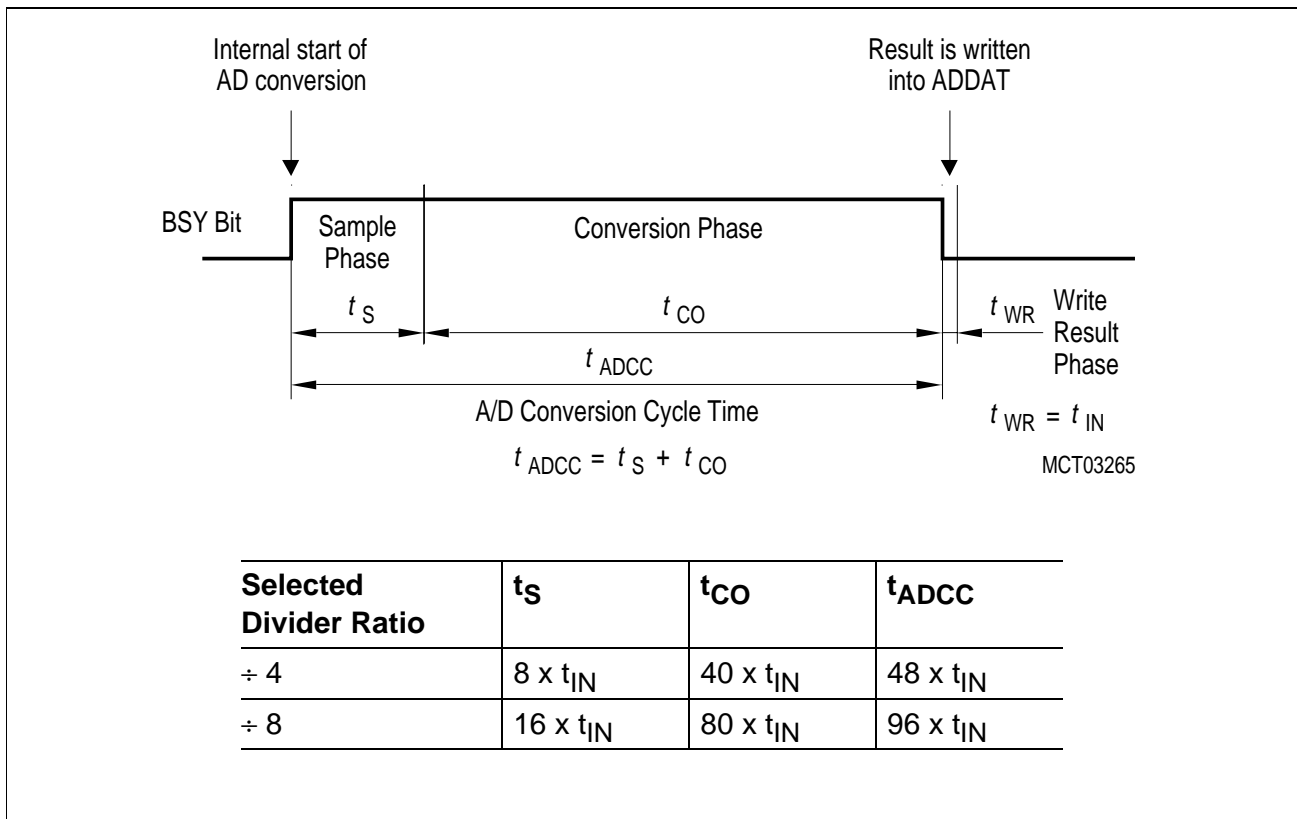 Internal start of
AD conversion
Result is written
into ADDAT
BSY Bit
Sample
Phase
Conversion Phase
t S
t CO
t WR
Write
Result
Phase
t ADCC
A/D Conversion Cycle Time
t WR = t IN
t ADCC = t S + t CO
MCT03265
Selected
Divider Ratio
tS
tCO
tADCC
÷ 4
8 x tIN
40 x tIN
48 x tIN
÷ 8
16 x tIN
80 x tIN
96 x tIN